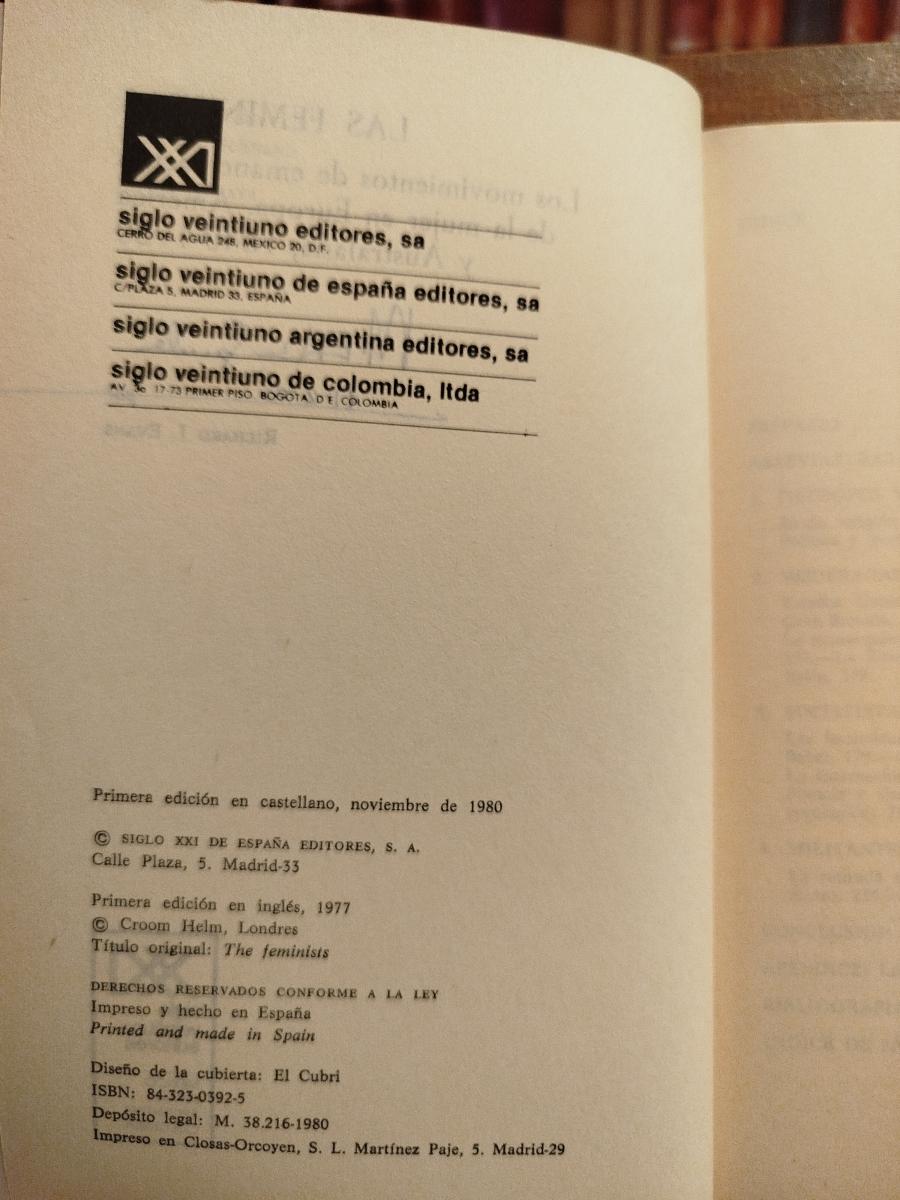 siglo veintiuno editores, sa
CERRO DEL AGUA 248, MEXICO 20, D.F.
siglo veintiuno de españa editores, sa
C/PLAZA 5, MADRID 33, ESPAÑA
siglo veintiuno argentina editores, sa
siglo veintiuno de colombia, ltda
AV. 3a. 17-73 PRIMER PISO. BOGOTA, D.E. COLOMBIA
Primera edición en castellano, noviembre de 1980
© SIGLO XXI DE ESPAÑA EDITORES, S. A.
Calle Plaza, 5. Madrid-33
Primera edición en inglés, 1977
© Croom Helm, Londres
Título original: The feminists
DERECHOS RESERVADOS CONFORME A LA LEY
Impreso y hecho en España
Printed and made in Spain
Diseño de la cubierta: El Cubri
ISBN: 84-323-0392-5
Depósito legal: M. 38.216-1980
Impreso en Closas-Orcoyen, S. L. Martínez Paje, 5. Madrid-29